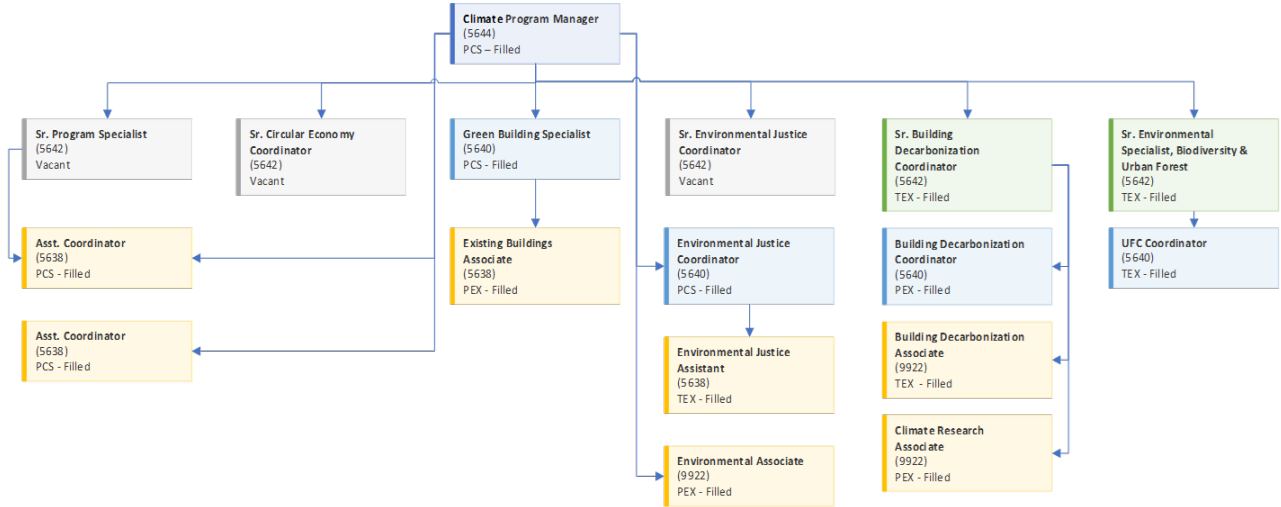 Climate Program Manager
(5644)
PCS – Filled
Sr. Program Specialist
(5642)
Vacant
Sr. Circular Economy
Coordinator
(5642)
Vacant
Green Building Specialist
(5640)
PCS - Filled
Sr. Environmental Justice
Coordinator
(5642)
Vacant
Sr. Building
Decarbonization
Coordinator
(5642)
TEX - Filled
Sr. Environmental
Specialist, Biodiversity &
Urban Forest
(5642)
TEX - Filled
Asst. Coordinator
(5638)
PCS - Filled
Existing Buildings
Associate
(5638)
PEX - Filled
Environmental Justice
Coordinator
(5640)
PCS - Filled
Building Decarbonization
Coordinator
(5640)
PEX - Filled
UFC Coordinator
(5640)
TEX - Filled
Asst. Coordinator
(5638)
PCS - Filled
Environmental Justice
Assistant
(5638)
TEX - Filled
Building Decarbonization
Associate
(9922)
TEX - Filled
Environmental Associate
(9922)
PEX - Filled
Climate Research
Associate
(9922)
PEX - Filled